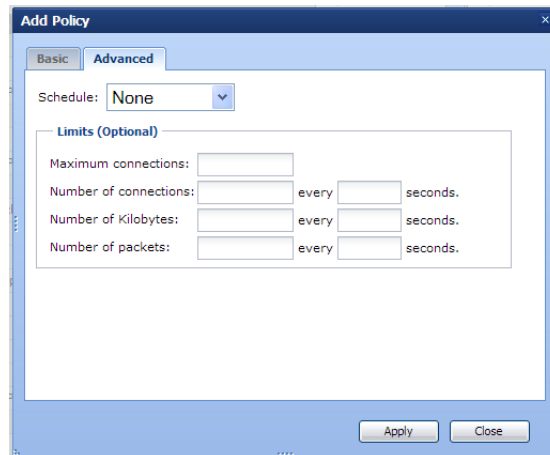 Add Policy ×
Basic Advanced
Schedule: None
Limits (Optional)
Maximum connections:
Number of connections: every seconds.
Number of Kilobytes: every seconds.
Number of packets: every seconds.
Apply Close